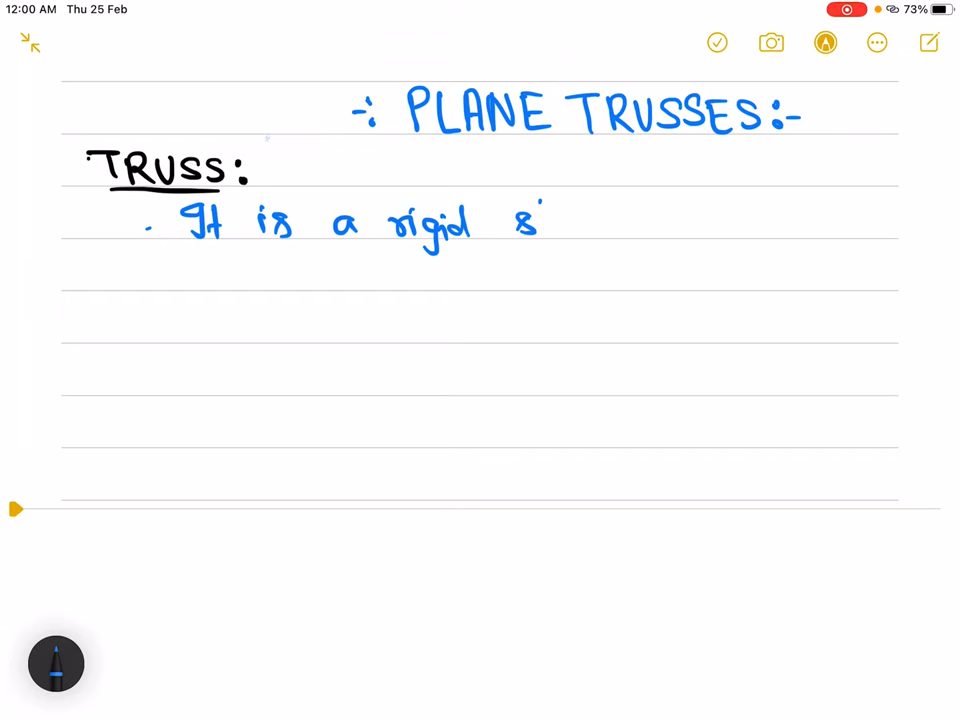 12:00 AM Thu 25 Feb 73%
-: PLANE TRUSSES:-
TRUSS:
. It is a rigid s